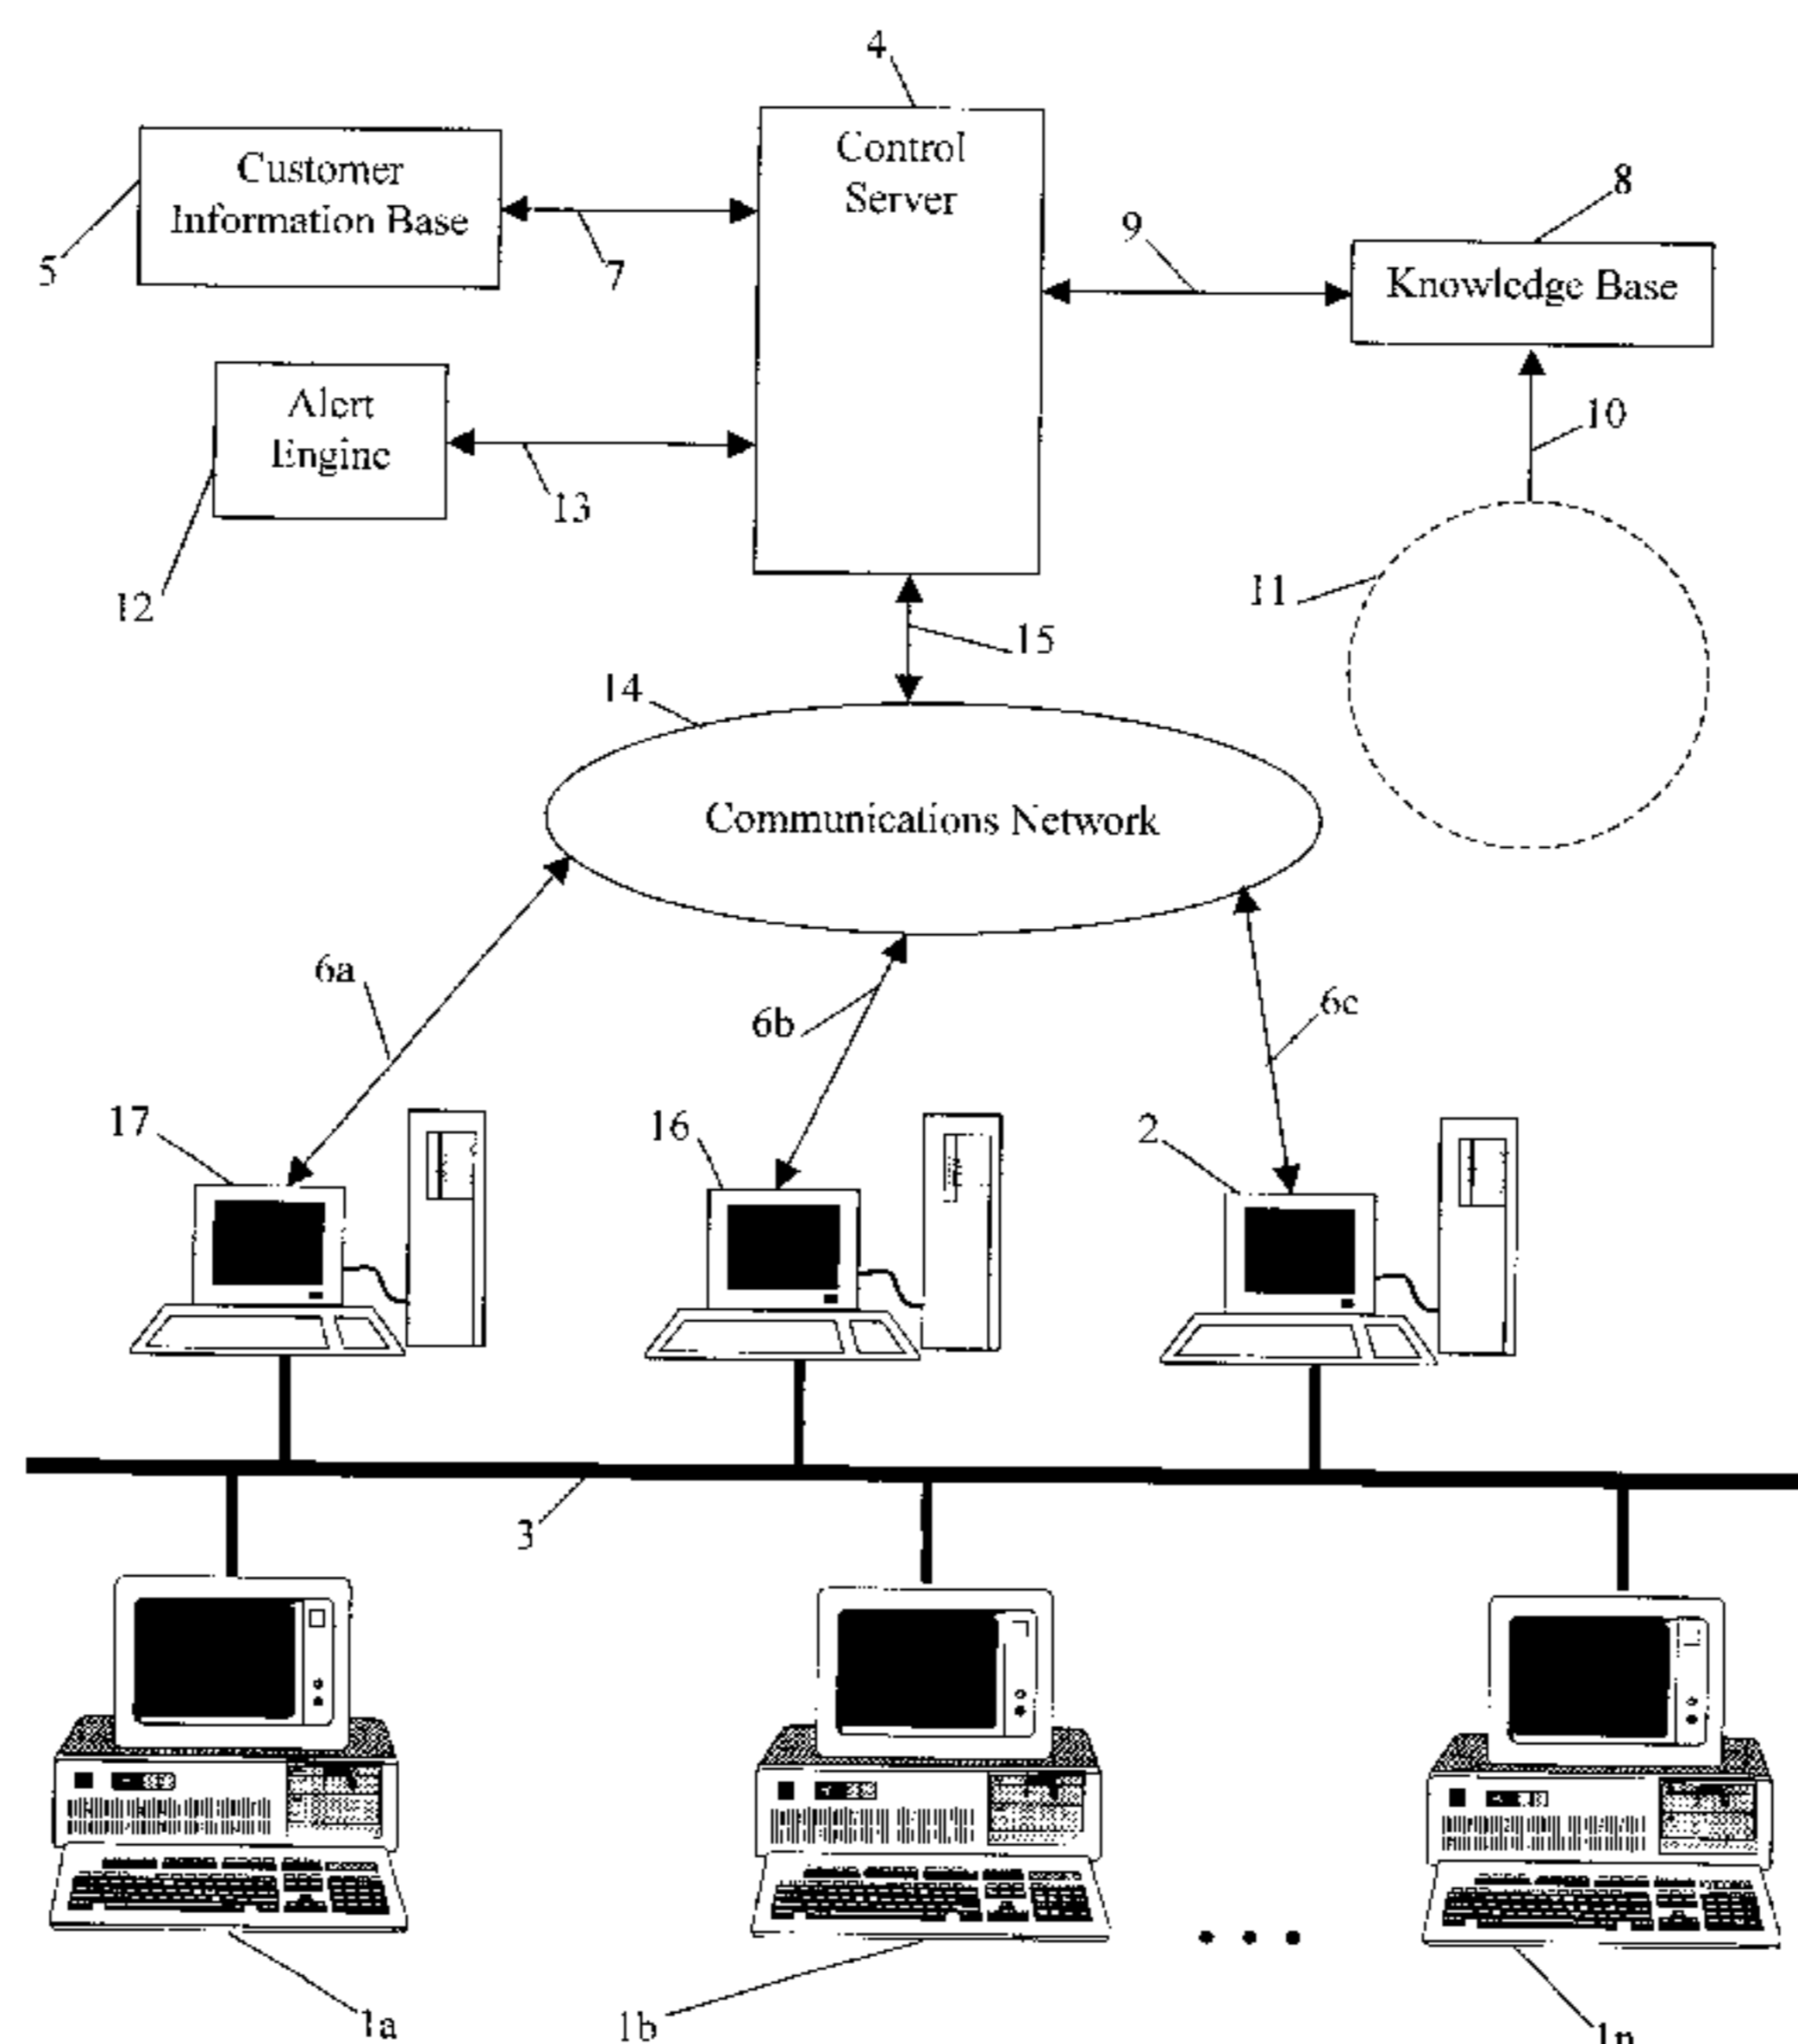 4
Control
Server
Customer
Information Base
5
7
8
9
Knowledge Base
Alert
Engine
10
13
12
11
15
14
Communications Network
6a
6b
6c
17
16
2
3
1a
1b
1n